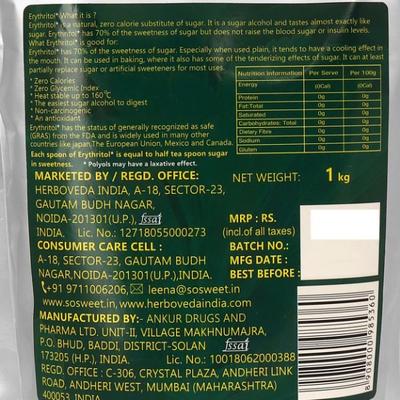 Erythritol* What is it ?
Erythritol* is a natural, zero calorie substitute of sugar. It is a sugar alcohol and tastes almost exactly like
sugar. Erythritol* has 70% of the sweetness of sugar but does not raises the blood sugar or insulin levels.
What Erythritol* is good for:
Erythritol* has 70% of the sweetness of sugar. Especially when used plain, it tends to have a cooling effect in
the mouth. It can be used in baking, where it also has some of the tenderizing effects of sugar. It can at least
partially replace sugar or artificial sweeteners for most uses.
* Zero Calories
* Zero Glycemic Index
* Heat stable up to 160°C
* The easiest sugar alcohol to digest
* Non-carcinogenic
* An antioxidant
Erythritol* has the status of generally recognized as safe
(GRAS) from the FDA and is widely used in many other
countries like japan,The European Union, Mexico and Canada.
Each spoon of Erythritol* is equal to half tea spoon sugar
in sweetness. * Polyols may have a laxative effect.
Nutrition Information Per Serve Per 100g
Energy (0Cal) (0Cal)
Protein 0g 0g
Fat:Total 0g 0g
Saturated 0g 0g
Carbohydrates: Total 0g 0g
Dietary Fibre 0g 0g
Sodium 0g 0g
Gluten 0g 0g
MARKETED BY / REGD. OFFICE:
HERBOVEDA INDIA, A-18, SECTOR-23,
GAUTAM BUDH NAGAR,
NOIDA-201301(U.P.), fssai
INDIA. Lic. No.: 12718055000273
CONSUMER CARE CELL :
A-18, SECTOR-23, GAUTAM BUDH
NAGAR,NOIDA-201301(U.P.),INDIA.
+91 9711006206, leena@sosweet.in
www.sosweet.in, www.herbovedaindia.com
MANUFACTURED BY:- ANKUR DRUGS AND
PHARMA LTD. UNIT-II, VILLAGE MAKHNUMAJRA,
P.O. BHUD, BADDI, DISTRICT-SOLAN fssai
173205 (H.P.), INDIA. Lic. No.: 10018062000388
REGD. OFFICE : C-306, CRYSTAL PLAZA, ANDHERI LINK
ROAD, ANDHERI WEST, MUMBAI (MAHARASHTRA)
400053, INDIA
NET WEIGHT: 1 kg
MRP : RS.
(incl.of all taxes)
BATCH NO.:
MFG DATE :
BEST BEFORE :
8 908000 985360